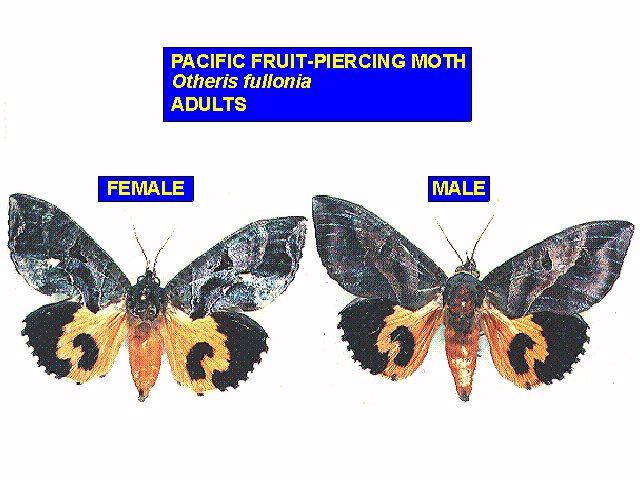 PACIFIC FRUIT-PIERCING MOTH
Otheris fullonia
ADULTS
FEMALE
MALE